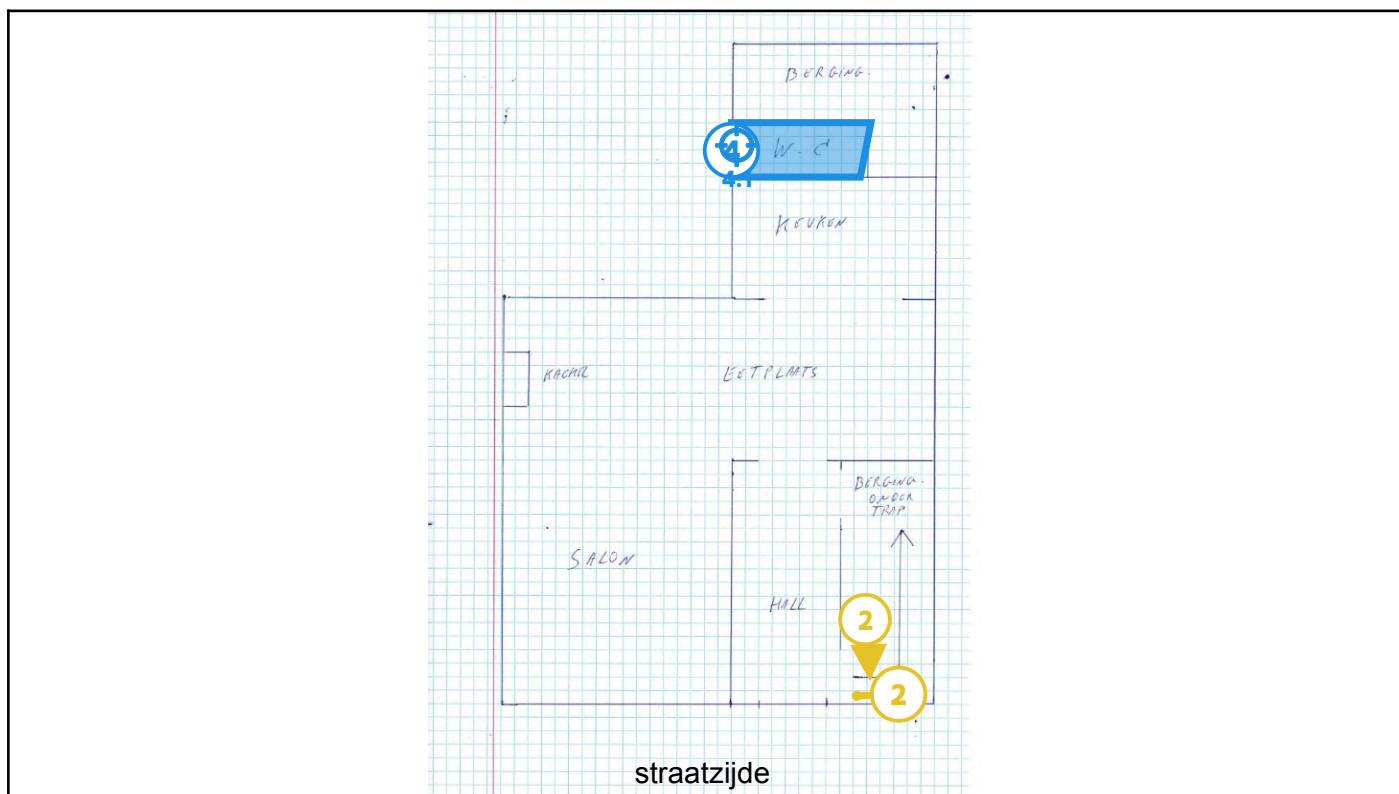 BERGING.
W.C
4
4.1
KEUKEN
KACHEL
EETPLAATS
BERGING.
ONDER
TRAP
SALON
HALL
2
2
straatzijde